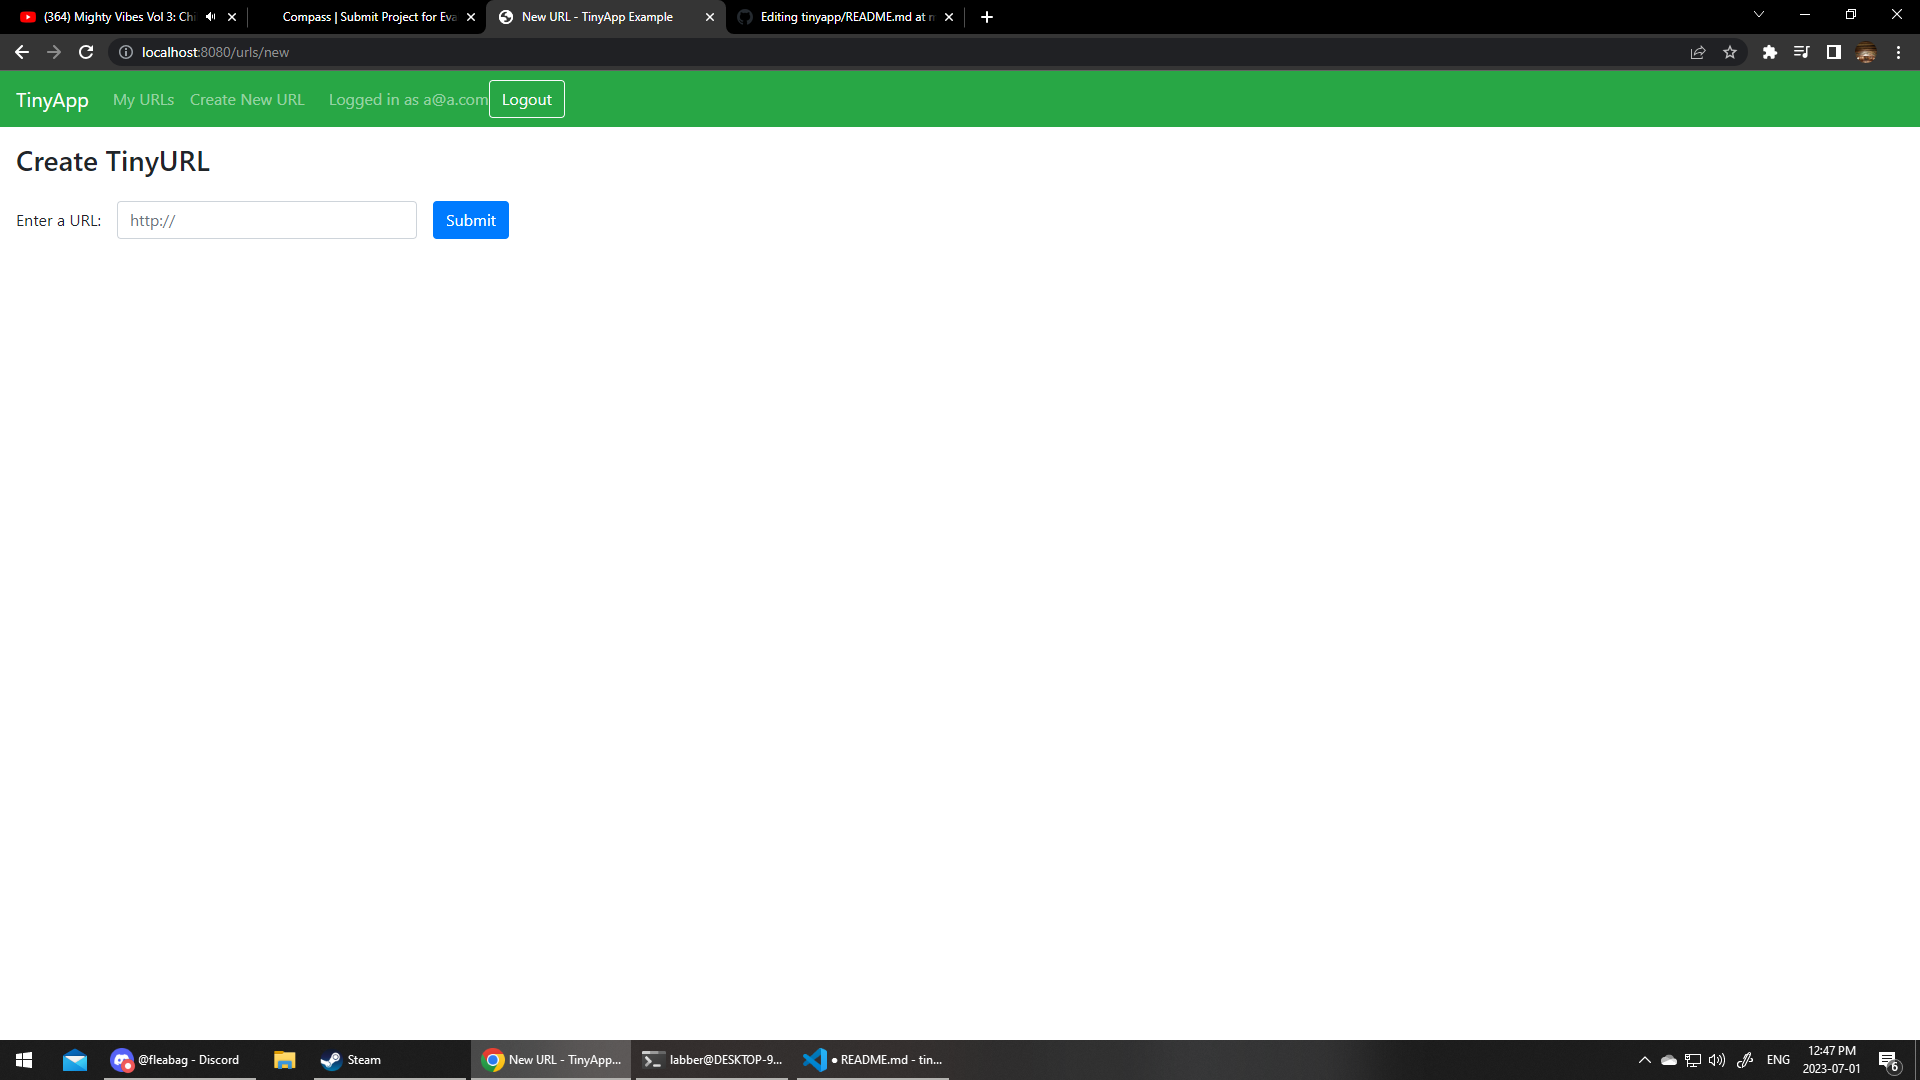 (364) Mighty Vibes Vol 3: Chi
Compass | Submit Project for Eva
New URL - TinyApp Example
Editing tinyapp/README.md at m
localhost:8080/urls/new
TinyApp My URLs Create New URL Logged in as a@a.com Logout
Create TinyURL
Enter a URL: http:// Submit
@fleabag - Discord
Steam
New URL - TinyApp...
labber@DESKTOP-9...
● README.md - tin...
ENG
12:47 PM
2023-07-01
6